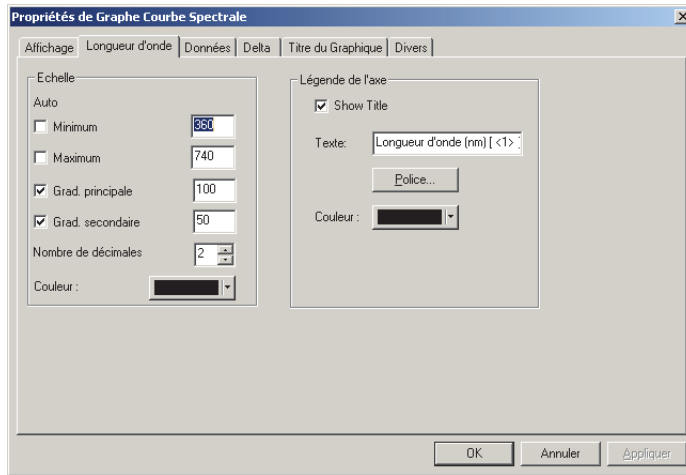 Propriétés de Graphe Courbe Spectrale
Affichage Longueur d'onde Données Delta Titre du Graphique Divers
Echelle
Auto
Minimum 360
Maximum 740
Grad. principale 100
Grad. secondaire 50
Nombre de décimales 2
Couleur :
Légende de l'axe
Show Title
Texte: Longueur d'onde (nm) [ <1>
Police...
Couleur :
OK Annuler Appliquer